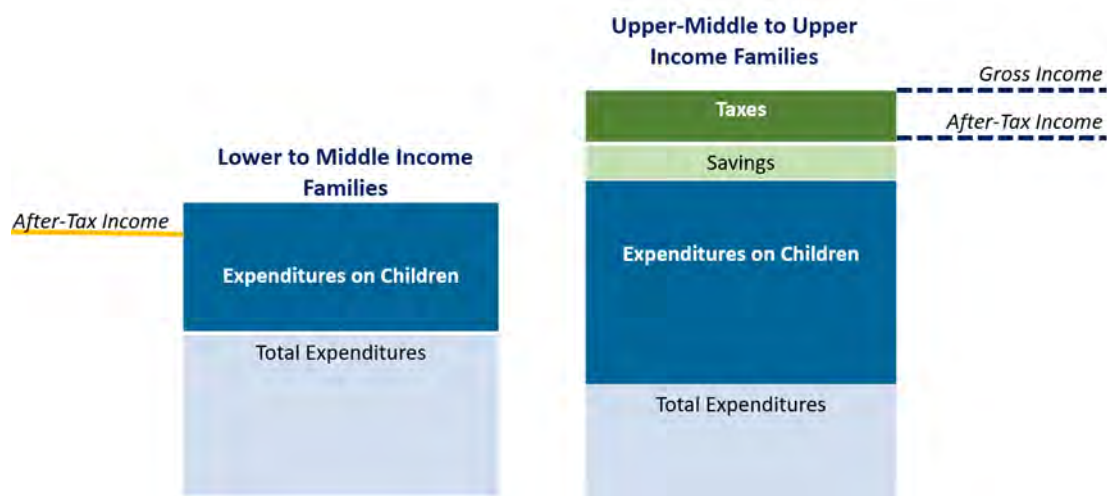 Lower to Middle Income
Families
After-Tax Income
Expenditures on Children
Total Expenditures
Upper-Middle to Upper
Income Families
Gross Income
Taxes
After-Tax Income
Savings
Expenditures on Children
Total Expenditures